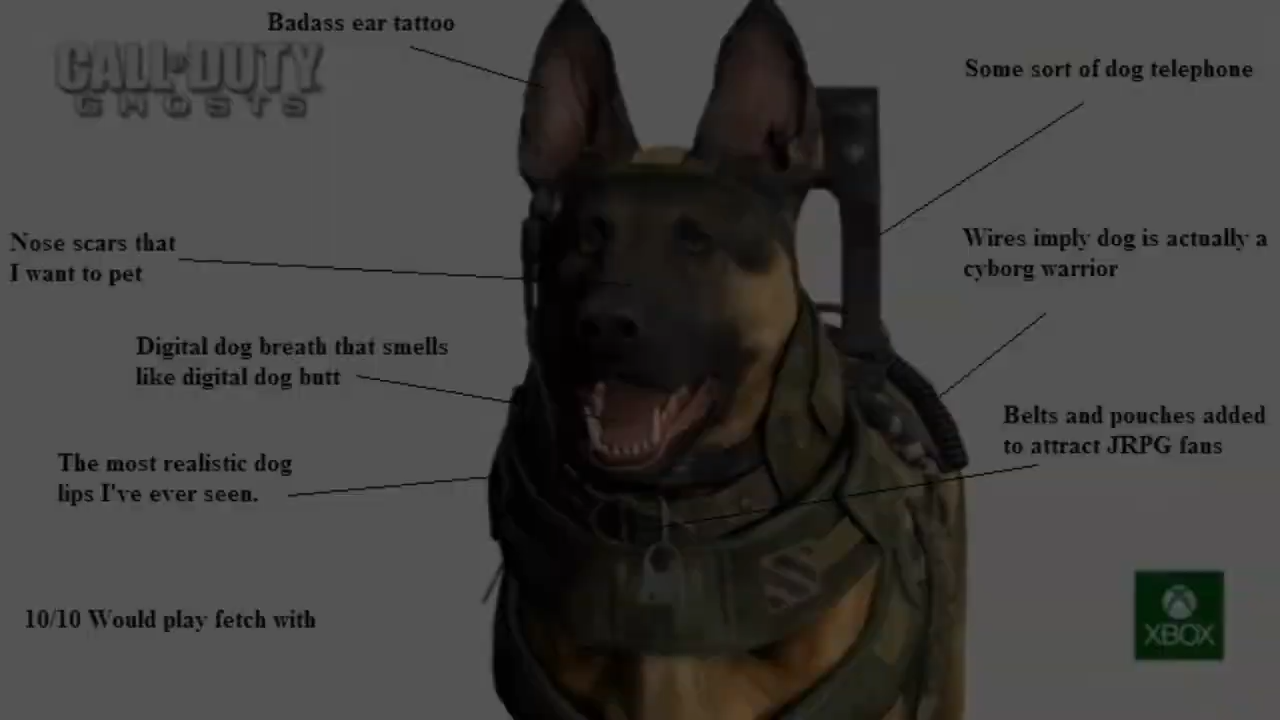 Badass ear tattoo
CALL OF DUTY
GHOSTS
Some sort of dog telephone
Nose scars that
I want to pet
Wires imply dog is actually a
cyborg warrior
Digital dog breath that smells
like digital dog butt
Belts and pouches added
to attract JRPG fans
The most realistic dog
lips I've ever seen.
10/10 Would play fetch with
XBOX